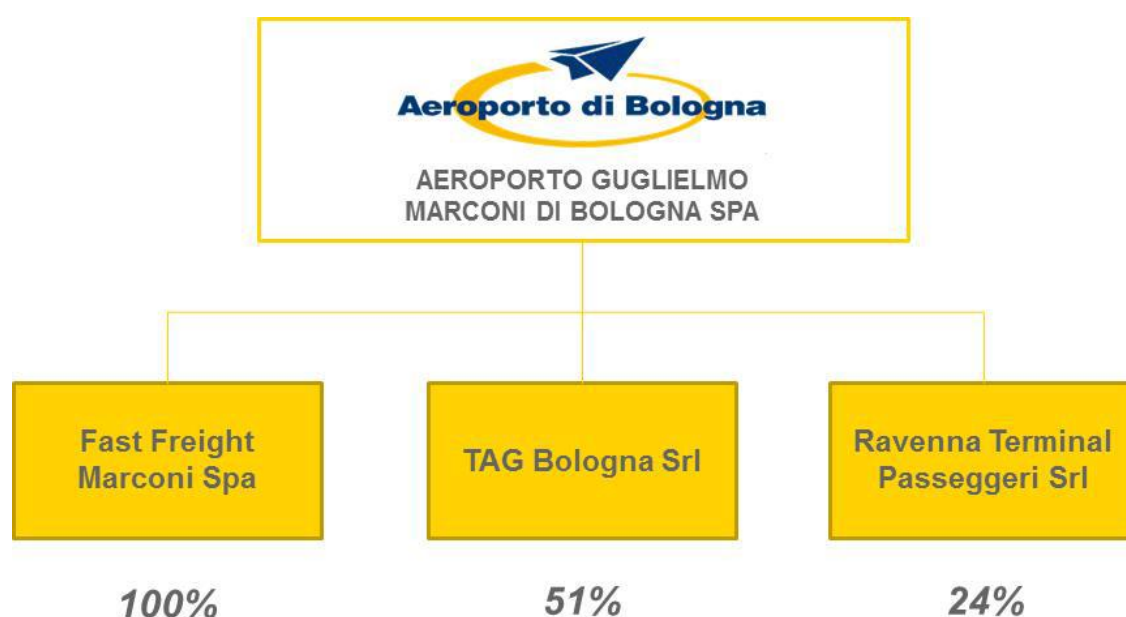 Aeroporto di Bologna
AEROPORTO GUGLIELMO
MARCONI DI BOLOGNA SPA
Fast Freight
Marconi Spa
TAG Bologna Srl
Ravenna Terminal
Passeggeri Srl
100%
51%
24%